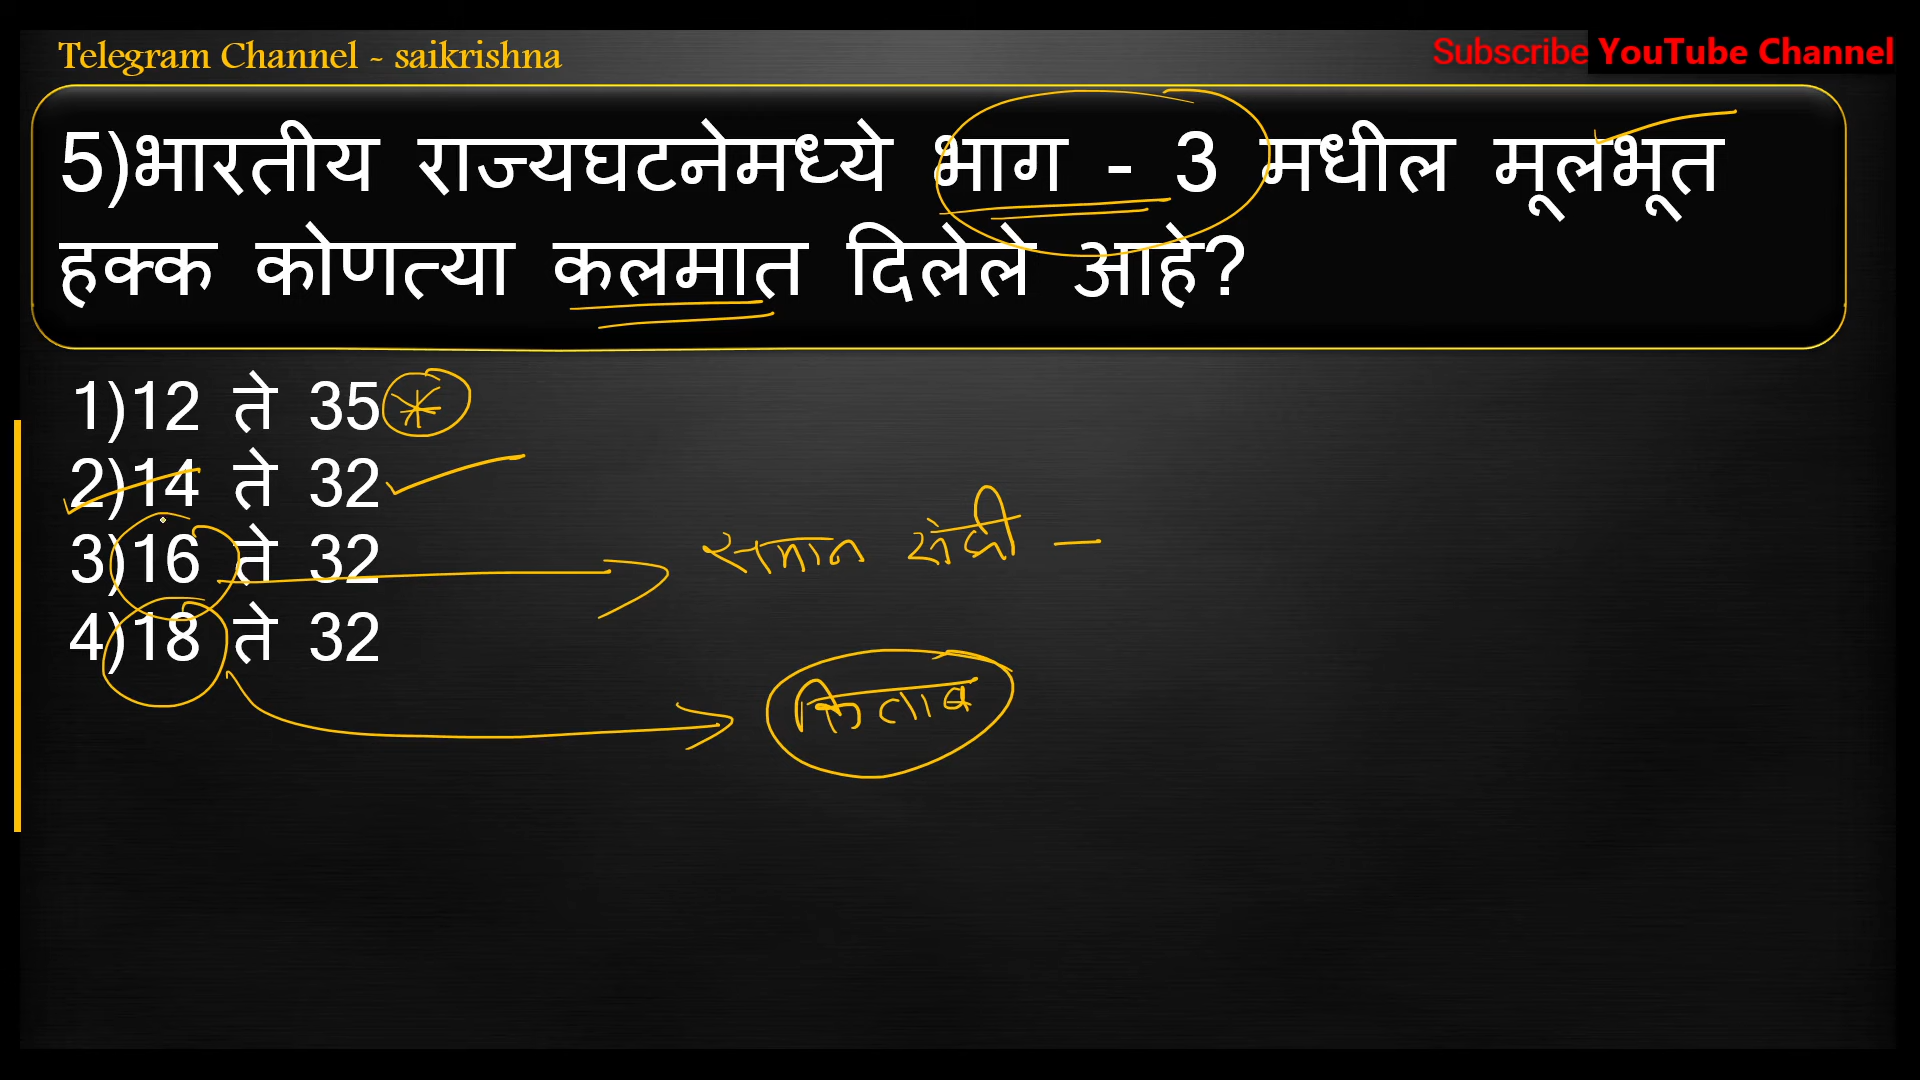 Telegram Channel - saikrishna
Subscribe YouTube Channel
5)भारतीय राज्यघटनेमध्ये भाग - 3 मधील मूलभूत
हक्क कोणत्या कलमात दिलेले आहे?
1)12 ते 35
2)14 ते 32
3)16 ते 32
समान संधी -
4)18 ते 32
किताब